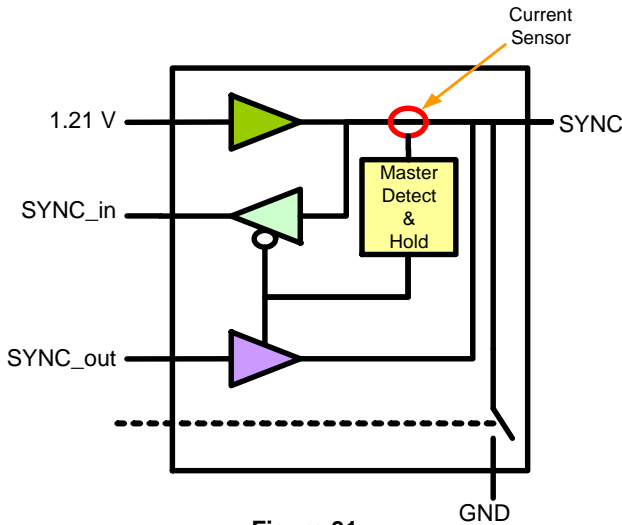 Current
Sensor
1.21 V
SYNC
Master
Detect
&
Hold
SYNC_in
SYNC_out
GND